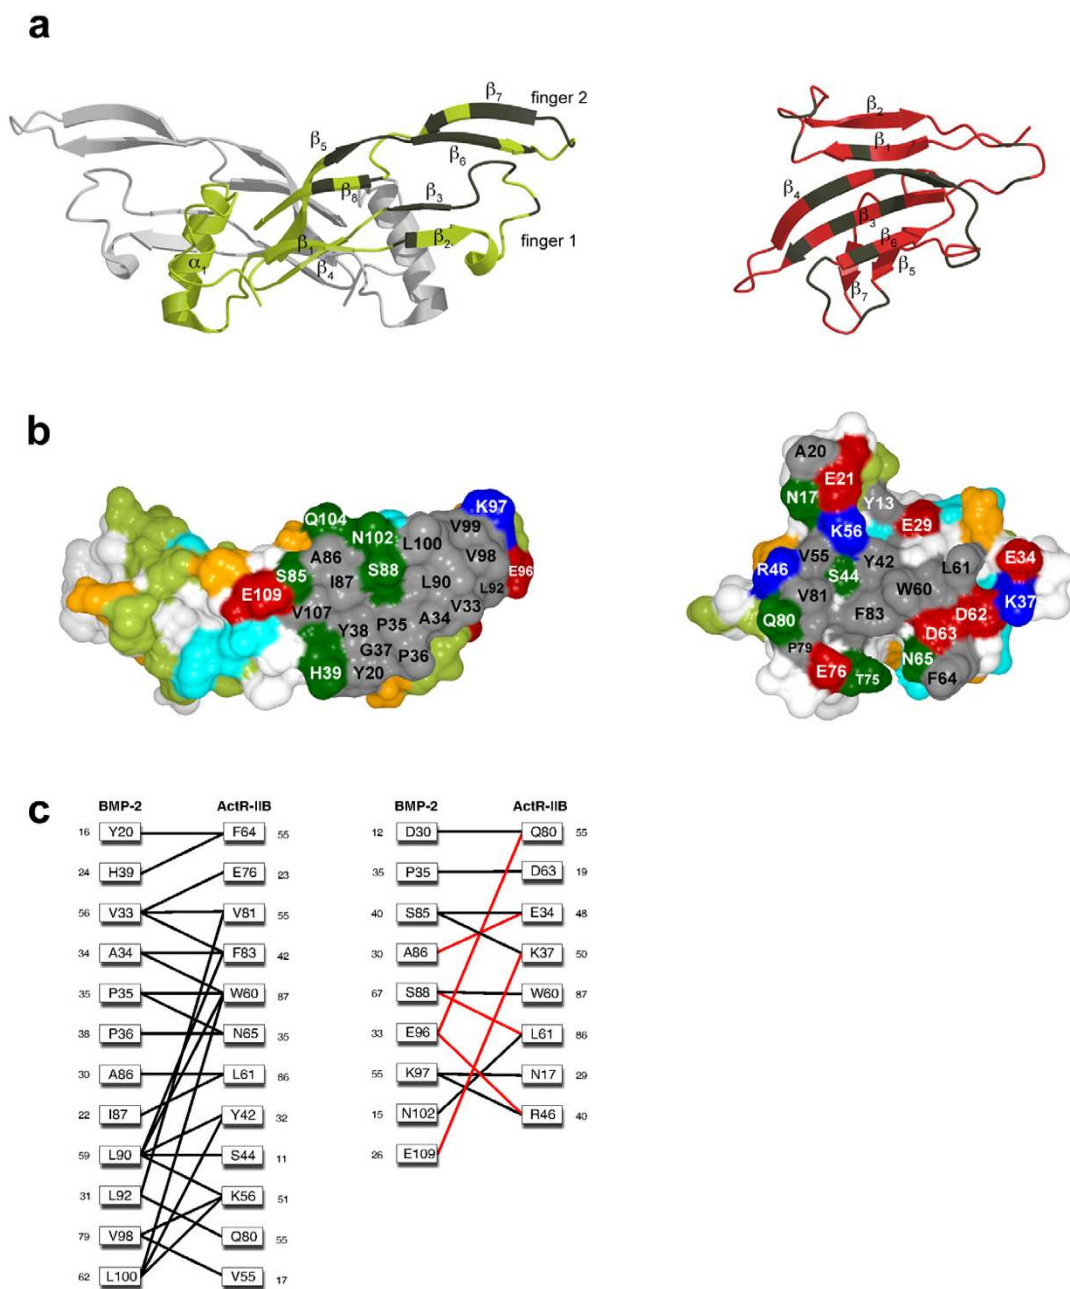 a
β7 finger 2
β5
β6
β8
β3
β1
β2
finger 1
α1
β4
β2
β1
β4
β3
β6
β5
β7
b
K97
Q104
V99
N102
L100
A86
V98
S85
S88
E96
I87
L90
L92
E109
V107
V33
A34
P35
Y38
G37
P36
H39
Y20
A20
E21
N17
Y13
K56
E29
V55
Y42
L61
E34
R46
S44
K37
V81
W60
D62
Q80
F83
D63
P79
N65
E76
T75
F64
c
BMP-2 ActR-IIB
16 Y20 F64 55
24 H39 E76 23
56 V33 V81 55
34 A34 F83 42
35 P35 W60 87
38 P36 N65 35
30 A86 L61 86
22 I87 Y42 32
59 L90 S44 11
31 L92 K56 51
79 V98 Q80 55
62 L100 V55 17
BMP-2 ActR-IIB
12 D30 Q80 55
35 P35 D63 19
40 S85 E34 48
30 A86 K37 50
67 S88 W60 87
33 E96 L61 86
55 K97 N17 29
15 N102 R46 40
26 E109